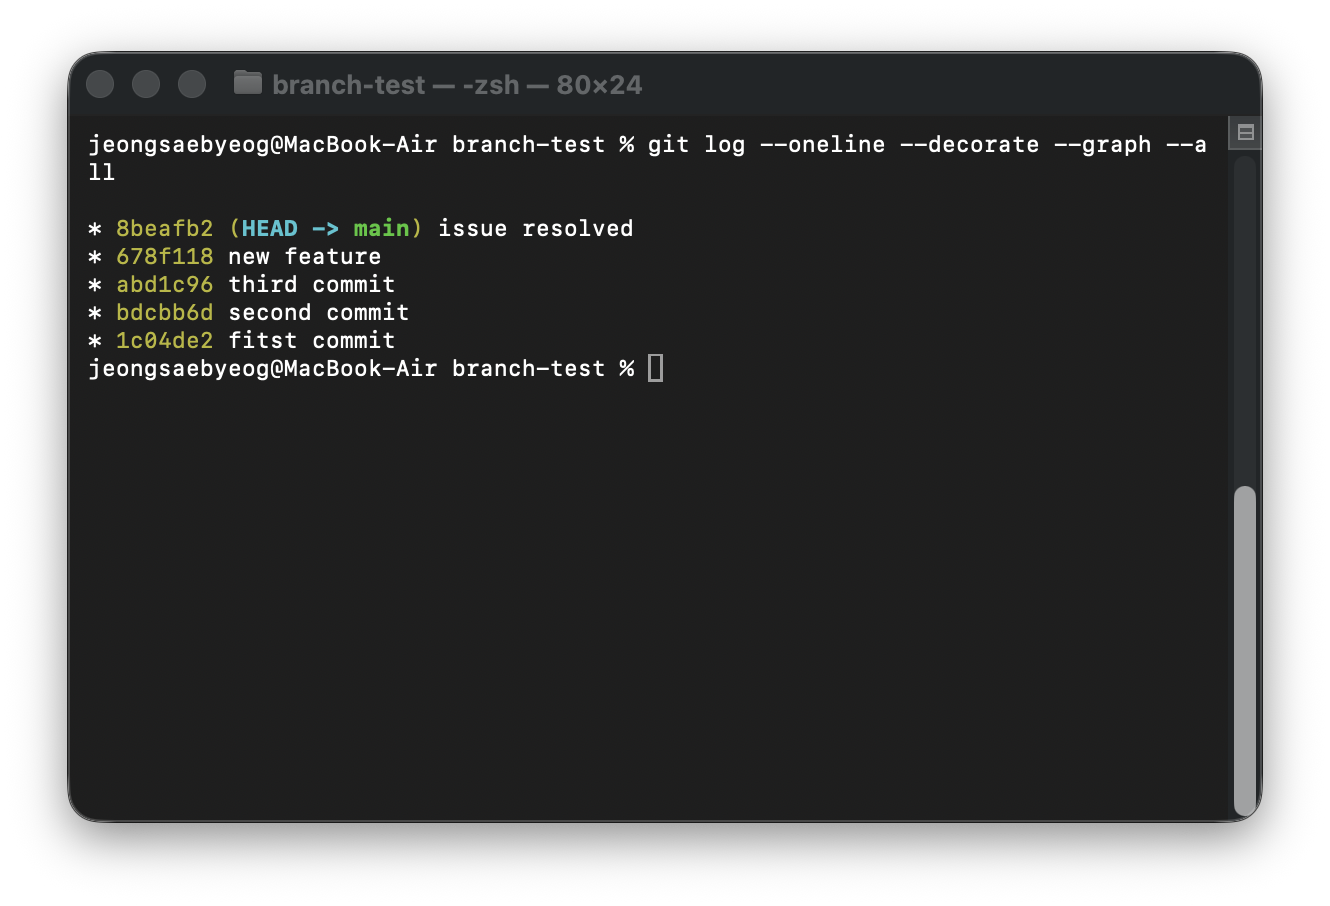 branch-test — -zsh — 80×24
jeongsaebyeog@MacBook-Air branch-test % git log --oneline --decorate --graph --a
ll
* 8beafb2 (HEAD -> main) issue resolved
* 678f118 new feature
* abd1c96 third commit
* bdcbb6d second commit
* 1c04de2 fitst commit
jeongsaebyeog@MacBook-Air branch-test %